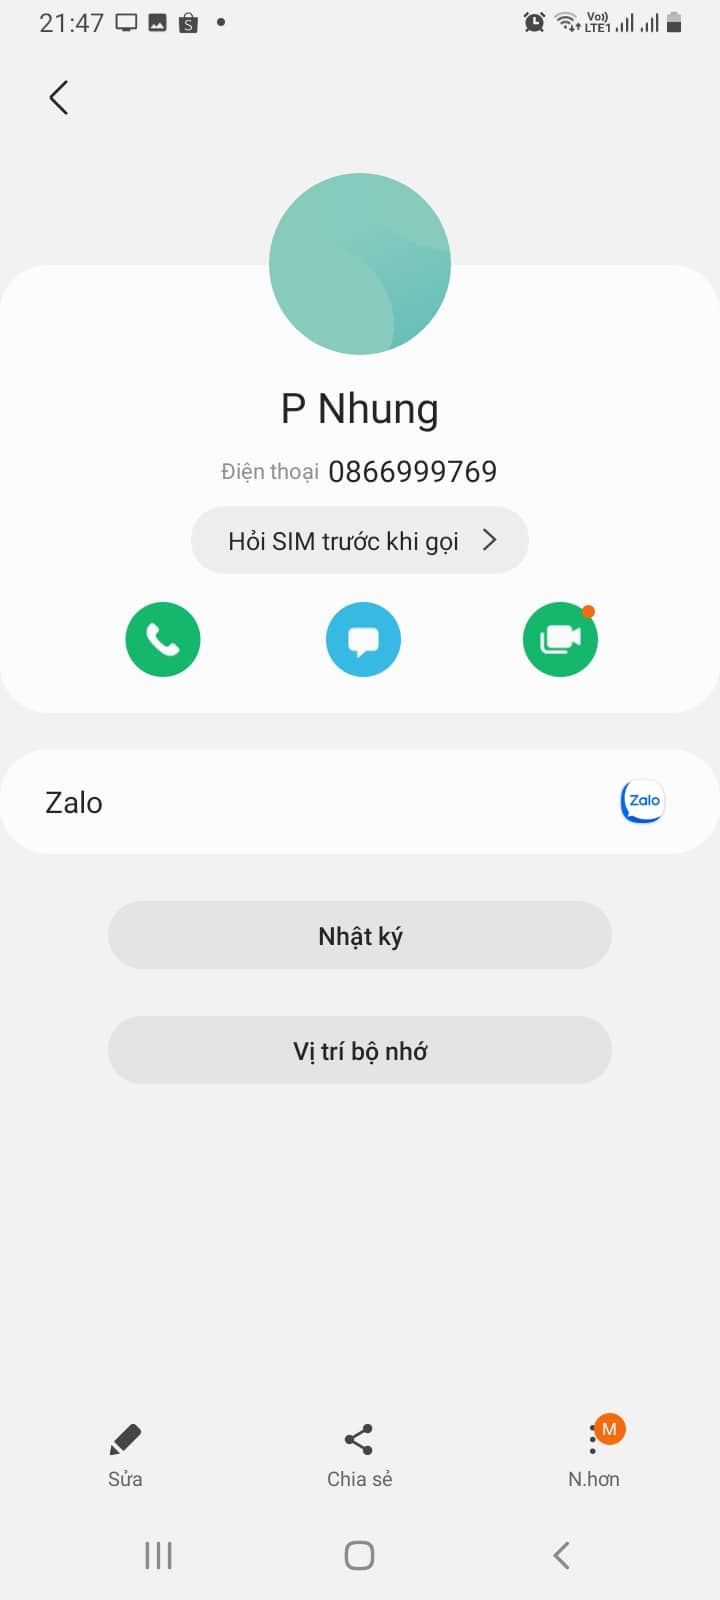 21:47
Vo))
LTE1
P Nhung
Điện thoại 0866999769
Hỏi SIM trước khi gọi
Zalo
Zalo
Nhật ký
Vị trí bộ nhớ
M
Sửa
Chia sẻ
N.hơn